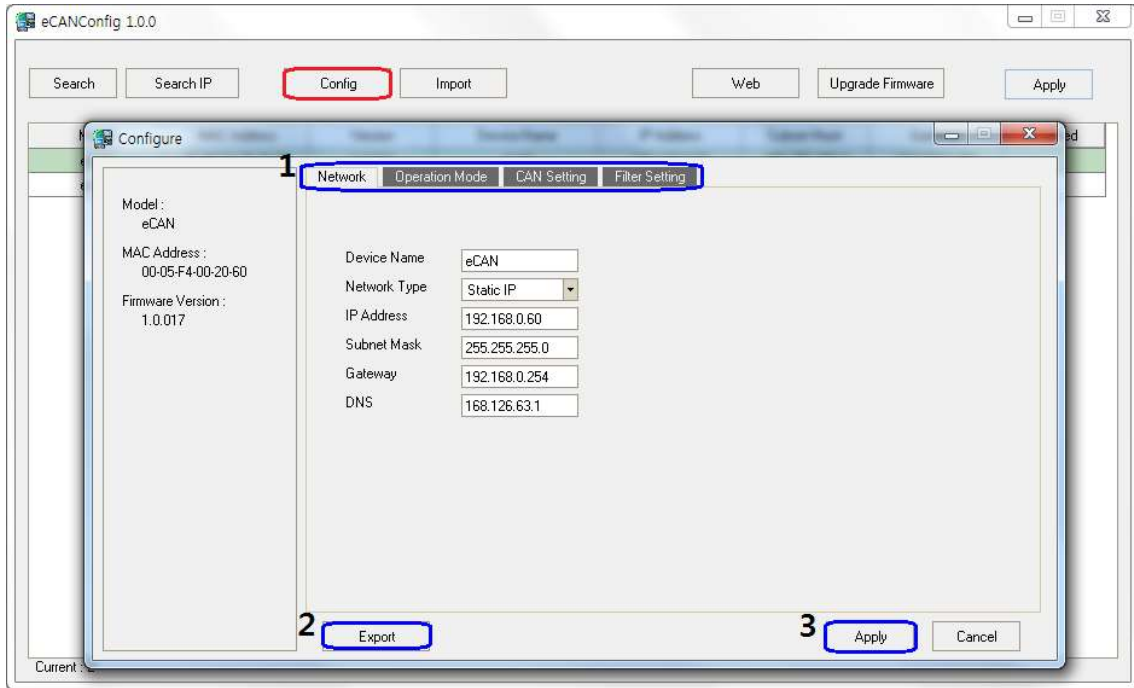 eCANConfig 1.0.0
Search Search IP Config Import Web Upgrade Firmware Apply
Configure
1 Network Operation Mode CAN Setting Filter Setting
Model :
eCAN
MAC Address :
00-05-F4-00-20-60
Firmware Version :
1.0.017
Device Name eCAN
Network Type Static IP
IP Address 192.168.0.60
Subnet Mask 255.255.255.0
Gateway 192.168.0.254
DNS 168.126.63.1
2 Export 3 Apply Cancel
Current :